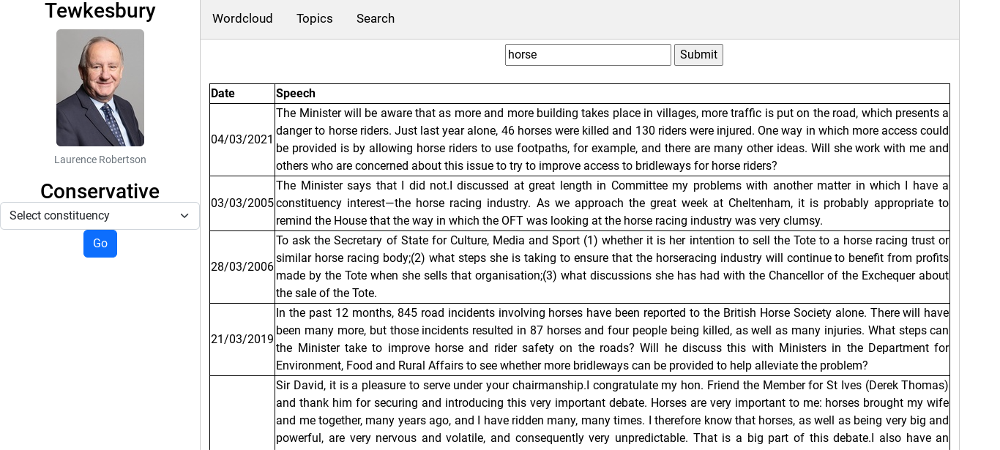 Tewkesbury
Laurence Robertson
Conservative
Select constituency
Go
Wordcloud Topics Search
horse Submit
Date Speech
04/03/2021
The Minister will be aware that as more and more building takes place in villages, more traffic is put on the road, which presents a
danger to horse riders. Just last year alone, 46 horses were killed and 130 riders were injured. One way in which more access could
be provided is by allowing horse riders to use footpaths, for example, and there are many other ideas. Will she work with me and
others who are concerned about this issue to try to improve access to bridleways for horse riders?
03/03/2005
The Minister says that I did not.I discussed at great length in Committee my problems with another matter in which I have a
constituency interest—the horse racing industry. As we approach the great week at Cheltenham, it is probably appropriate to
remind the House that the way in which the OFT was looking at the horse racing industry was very clumsy.
28/03/2006
To ask the Secretary of State for Culture, Media and Sport (1) whether it is her intention to sell the Tote to a horse racing trust or
similar horse racing body;(2) what steps she is taking to ensure that the horseracing industry will continue to benefit from profits
made by the Tote when she sells that organisation;(3) what discussions she has had with the Chancellor of the Exchequer about
the sale of the Tote.
21/03/2019
In the past 12 months, 845 road incidents involving horses have been reported to the British Horse Society alone. There will have
been many more, but those incidents resulted in 87 horses and four people being killed, as well as many injuries. What steps can
the Minister take to improve horse and rider safety on the roads? Will he discuss this with Ministers in the Department for
Environment, Food and Rural Affairs to see whether more bridleways can be provided to help alleviate the problem?
Sir David, it is a pleasure to serve under your chairmanship.I congratulate my hon. Friend the Member for St Ives (Derek Thomas)
and thank him for securing and introducing this very important debate. Horses are very important to me: horses brought my wife
and me together, many years ago, and I have ridden many, many times. I therefore know that horses, as well as being very big and
powerful, are very nervous and volatile, and consequently very unpredictable. That is a big part of this debate.I also have an